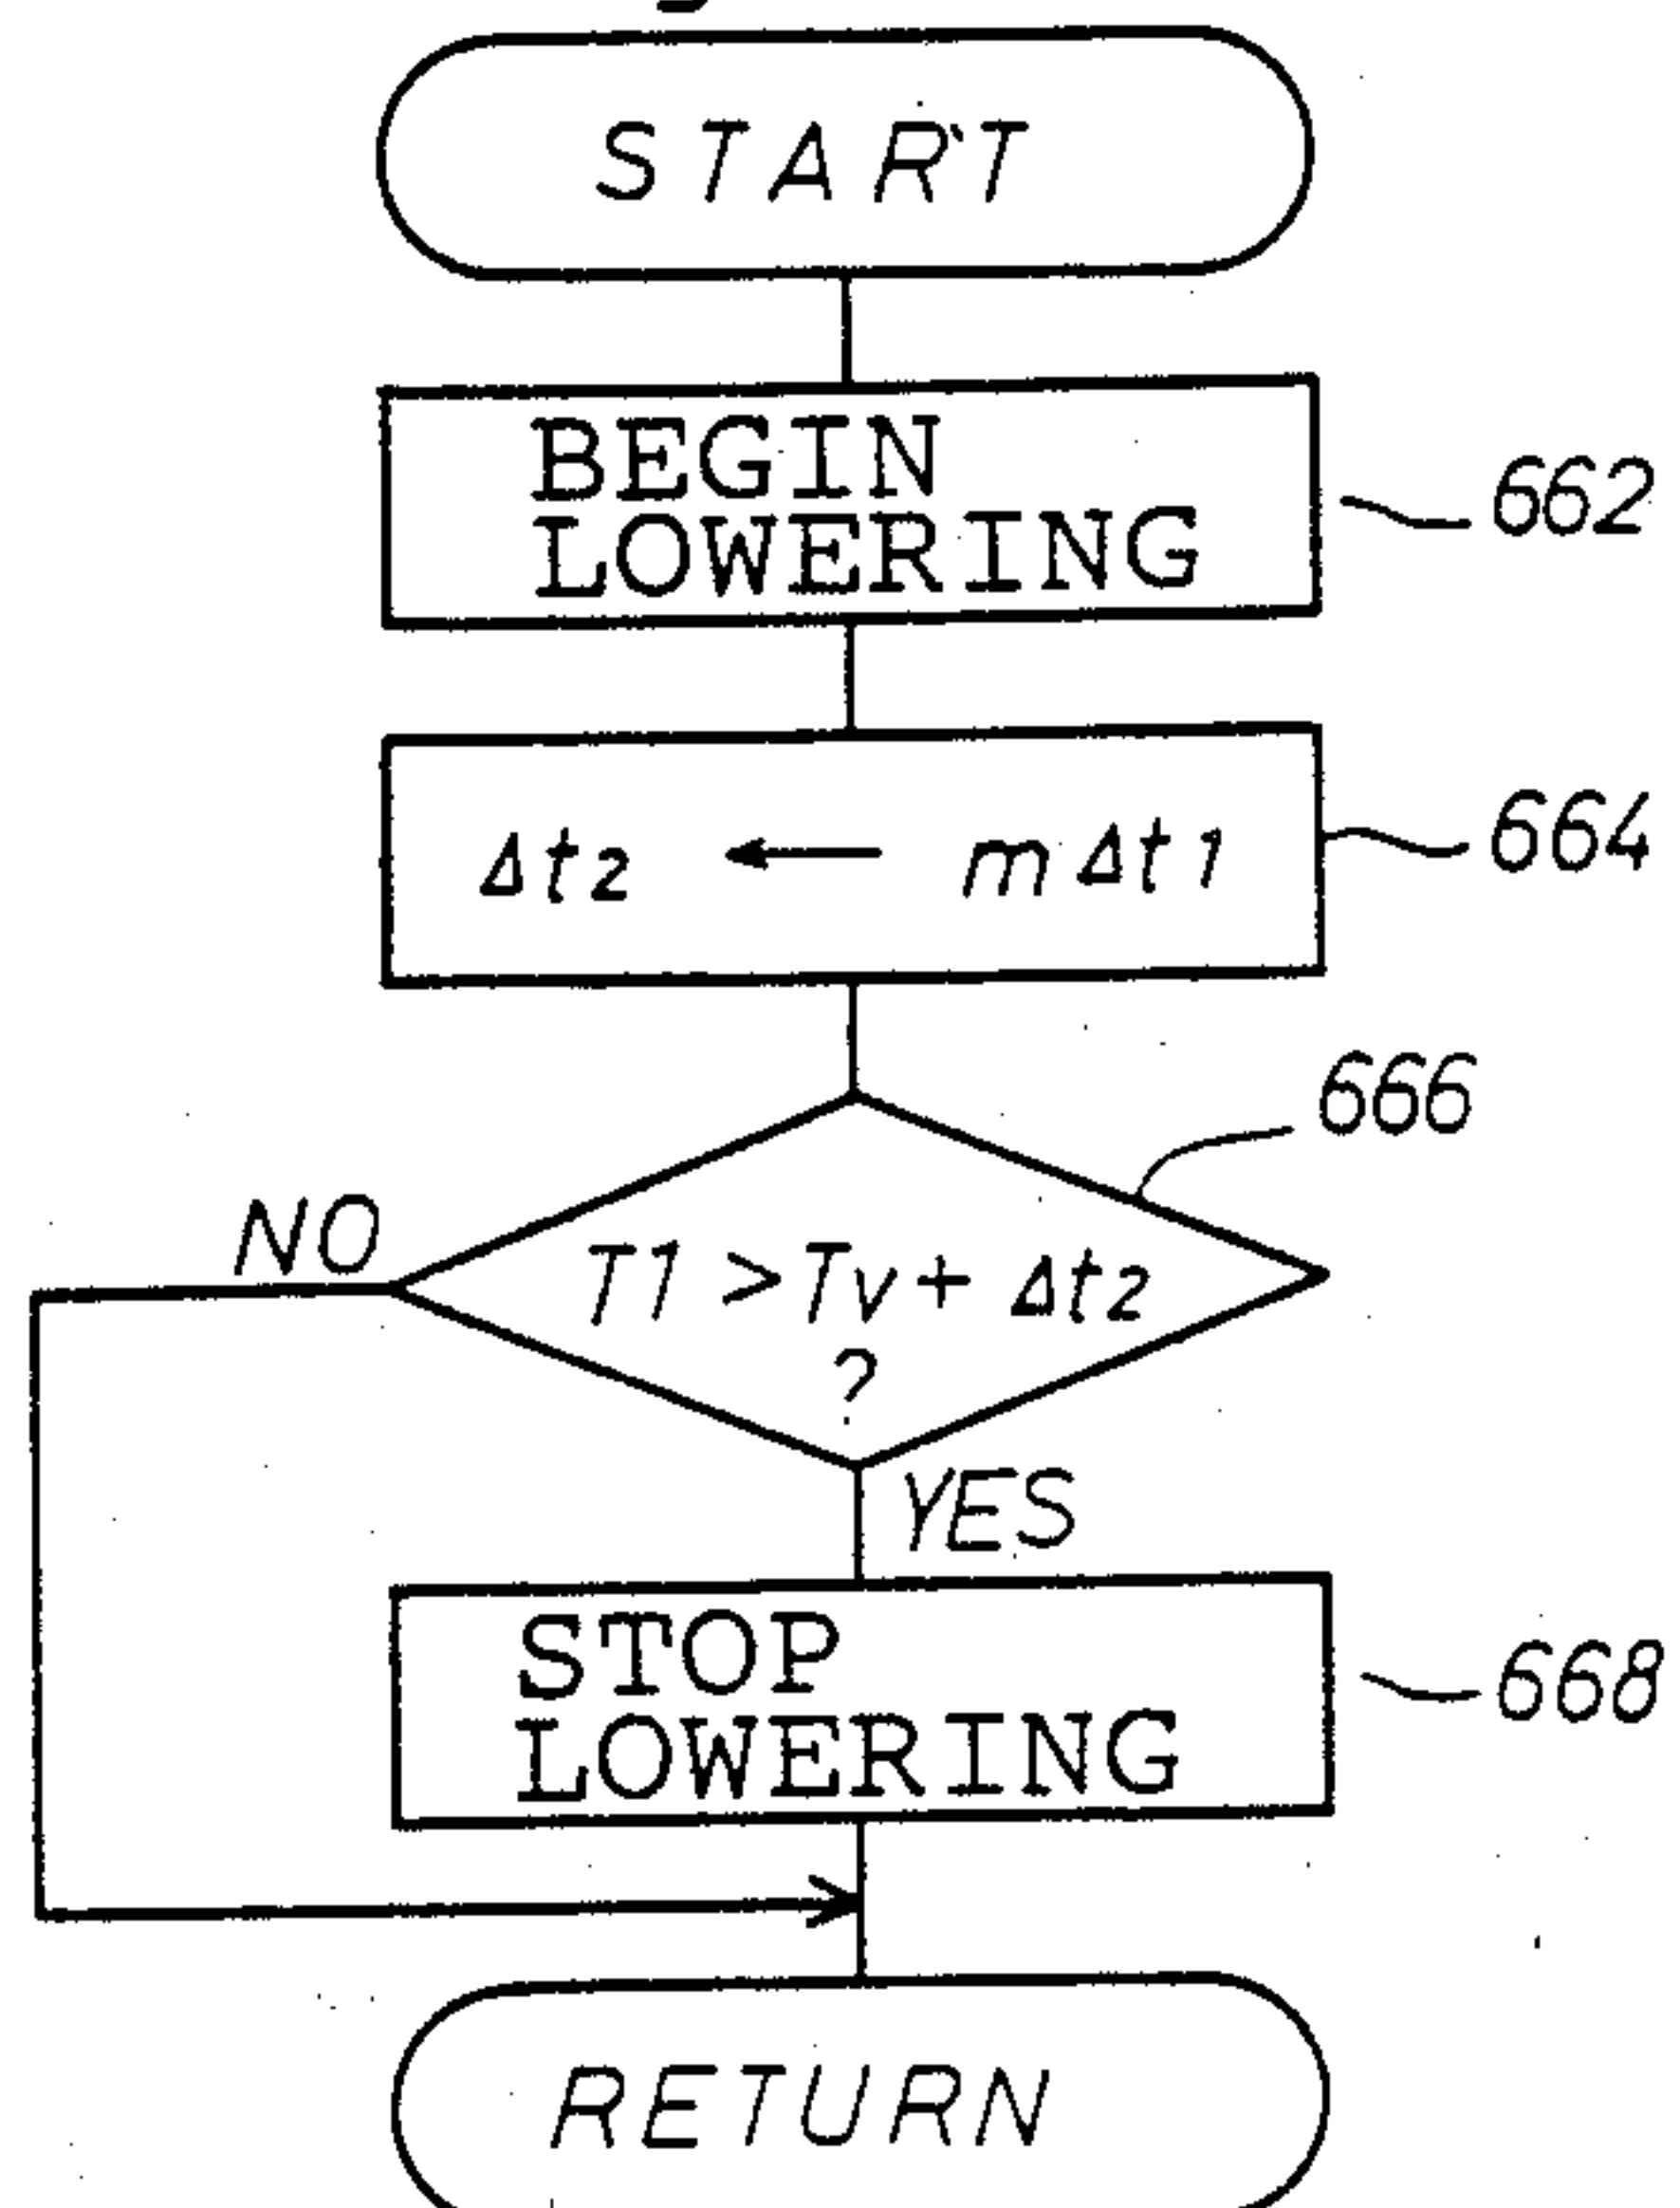 START
BEGIN
LOWERING
662
Δt2 ← mΔt1
664
666
NO
T1 > Tv + Δt2
?
YES
STOP
LOWERING
668
RETURN